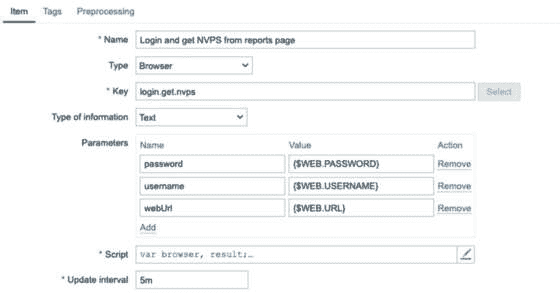 Item Tags Preprocessing
* Name Login and get NVPS from reports page
Type Browser
* Key login.get.nvps Select
Type of information Text
Parameters Name Value Action
password {$WEB.PASSWORD} Remove
username {$WEB.USERNAME} Remove
webUrl {$WEB.URL} Remove
Add
* Script var browser, result;…
* Update interval 5m